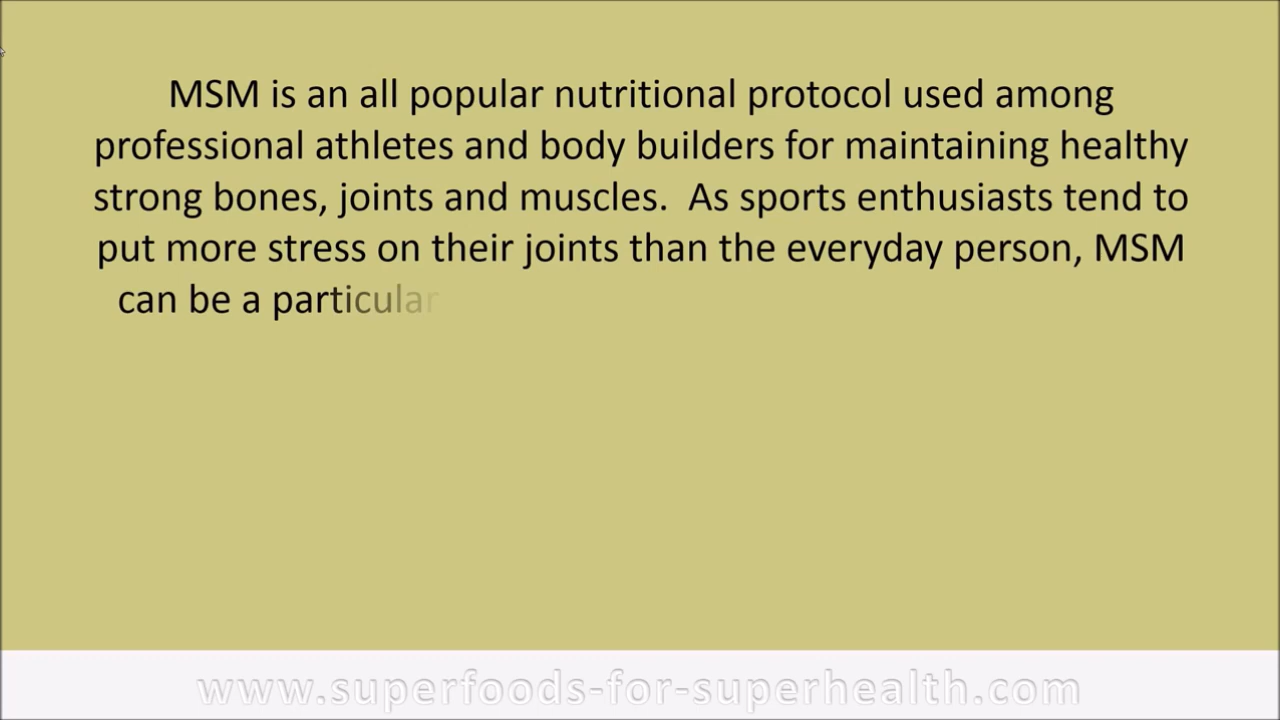 MSM is an all popular nutritional protocol used among
professional athletes and body builders for maintaining healthy
strong bones, joints and muscles.  As sports enthusiasts tend to
put more stress on their joints than the everyday person, MSM
can be a particular
www.superfoods-for-superhealth.com